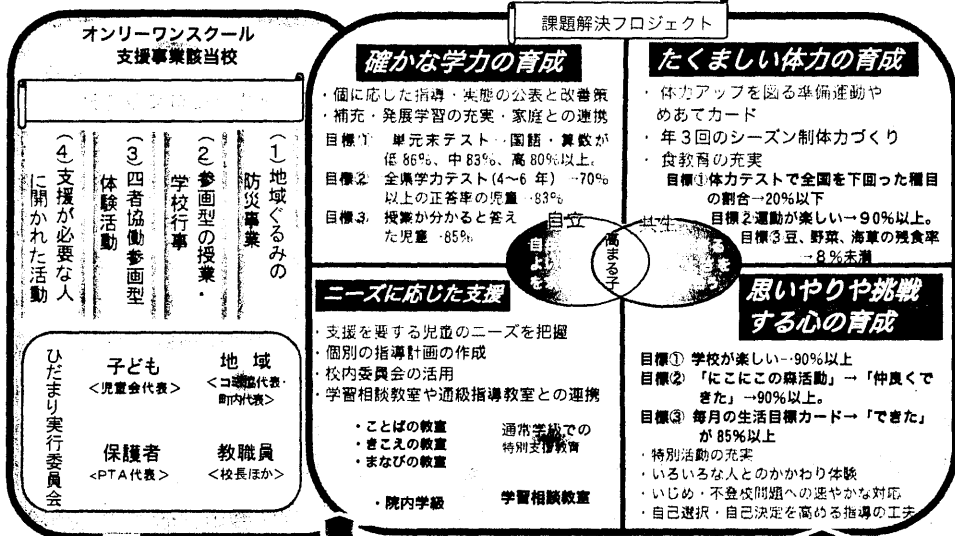 オンリーワンスクール
支援事業該当校
(1)地域ぐるみの
防災事業
(2)参画型の授業・
学校行事
(3)四者協働参画型
体験活動
(4)支援が必要な人
に開かれた活動
ひだまり実行委員会
子ども
<児童会代表>
地域
町内代表>
保護者
<PTA代表>
教職員
<校長ほか>
課題解決プロジェクト
確かな学力の育成
・個に応じた指導・実態の公表と改善策
・補充・発展学習の充実・家庭との連携
目標① 単元末テスト・国語・算数が
低86%、中83%、高80%以上。
目標② 全県学力テスト(4~6年)→70%
以上の正答率の児童→83%
目標③ 授業が分かると答え
た児童→85%
たくましい体力の育成
・体力アップを図る準備運動や
めあてカード
・年3回のシーズン制体力づくり
・食教育の充実
目標①体力テストで全国を下回った種目
の割合→20%以下
目標②運動が楽しい→90%以上。
目標③豆、野菜、海草の残食率
→8%未満
自立
共生
高まる子
ニーズに応じた支援
・支援を要する児童のニーズを把握
・個別の指導計画の作成
・校内委員会の活用
・学習相談教室や通級指導教室との連携
・ことばの教室
・きこえの教室
・まなびの教室
通常学級での
特別支援教育
・院内学級
学習相談教室
思いやりや挑戦
する心の育成
目標① 学校が楽しい→90%以上
目標② 「にこにこの森活動」→「仲良くで
きた」→90%以上。
目標③ 毎月の生活目標カード→「できた」
が85%以上
・特別活動の充実
・いろいろな人とのかかわり体験
・いじめ・不登校問題への速やかな対応
・自己選択・自己決定を高める指導の工夫